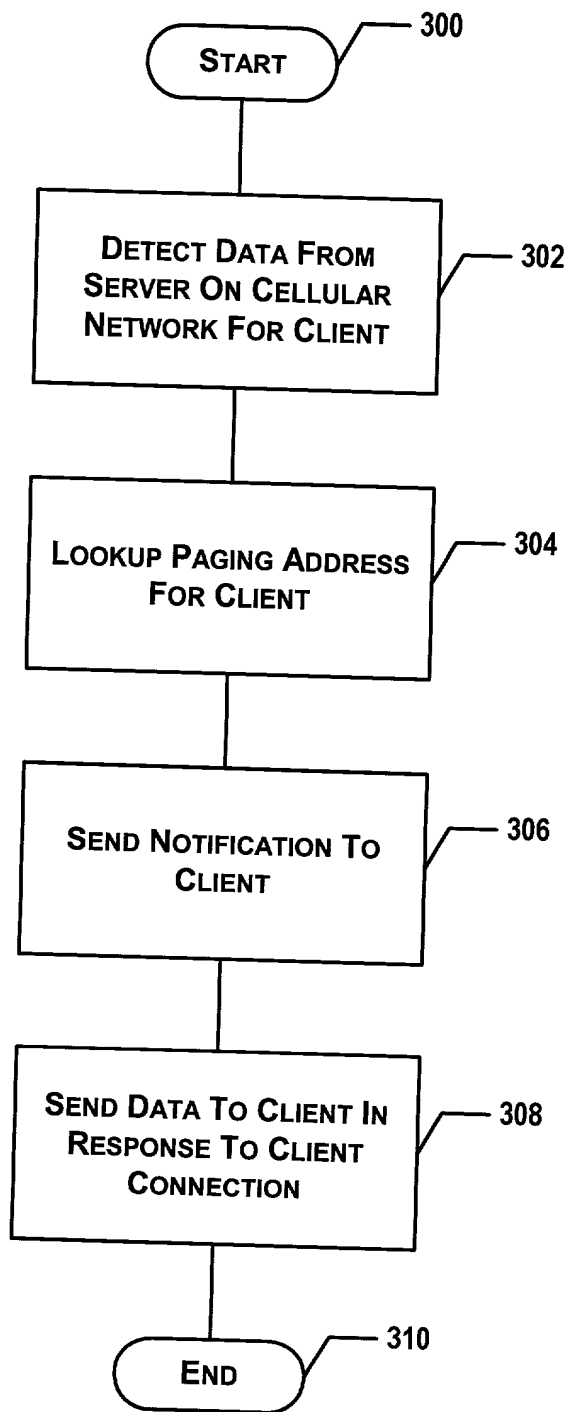 300
START
DETECT DATA FROM
SERVER ON CELLULAR
NETWORK FOR CLIENT
302
LOOKUP PAGING ADDRESS
FOR CLIENT
304
SEND NOTIFICATION TO
CLIENT
306
SEND DATA TO CLIENT IN
RESPONSE TO CLIENT
CONNECTION
308
END
310